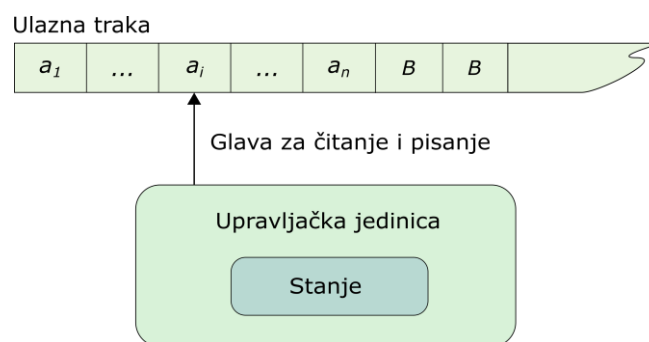 Ulazna traka
a₁ ... aᵢ ... aₙ B B
Glava za čitanje i pisanje
Upravljačka jedinica
Stanje